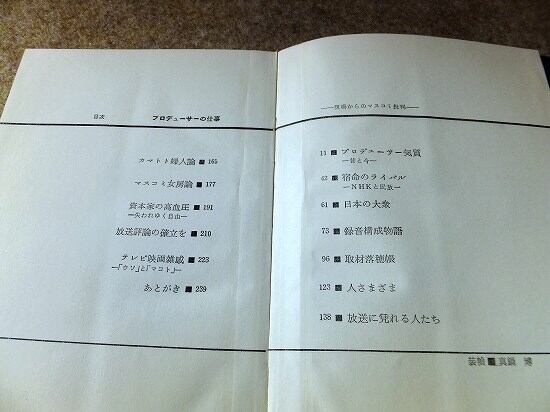 目次　プロデューサーの仕事
カマトト婦人論 ■ 165
マスコミ女房論 ■ 177
資本家の高血圧 ■ 191
―失われゆく自由―
放送評論の確立を ■ 210
テレビ映画雑感 ■ 223
―「ウソ」と「マコト」―
あとがき ■ 239
――現場からのマスコミ批判――
11 ■ プロデューサー気質
―昔と今―
42 ■ 宿命のライバル
―NHKと民放―
61 ■ 日本の大衆
73 ■ 録音構成物語
96 ■ 取材落穂帳
123 ■ 人さまざま
138 ■ 放送に凭れる人たち
装幀 ■ 真鍋　博